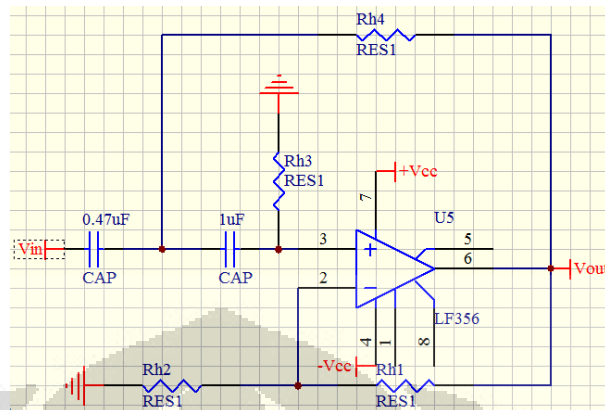 Rh4
RES1
Rh3
RES1
+Vcc
7
U5
0.47uF
1uF
Vin
3
5
6
CAP
CAP
2
Vout
LF356
4
1
8
-Vcc
Rh2
Rh1
RES1
RES1